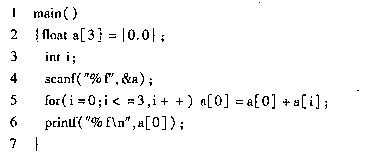 1 main()
2 {float a[3]={0.0};
3 int i;
4 scanf("%f",&a);
5 for(i=0;i<=3,i++) a[0]=a[0]+a[i];
6 printf("%f\n",a[0]);
7 }